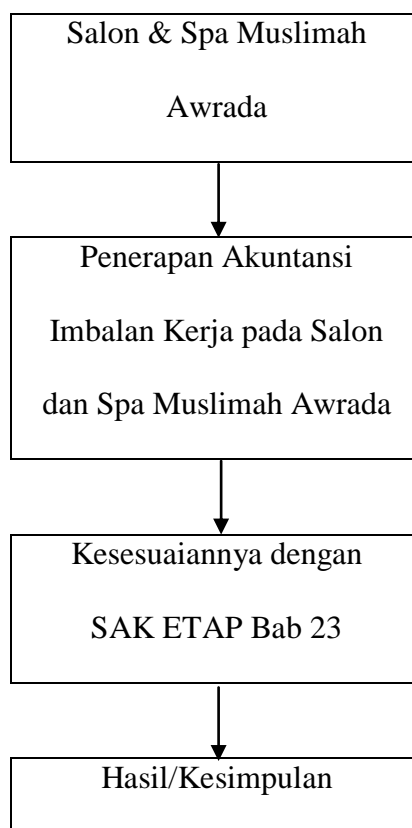 Salon & Spa Muslimah
Awrada
Penerapan Akuntansi
Imbalan Kerja pada Salon
dan Spa Muslimah Awrada
Kesesuaiannya dengan
SAK ETAP Bab 23
Hasil/Kesimpulan